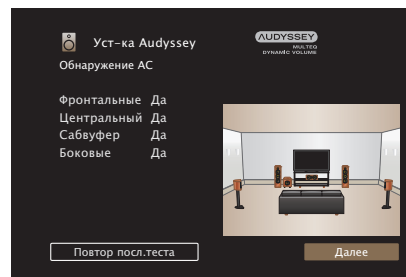 Уст-ка Audyssey
AUDYSSEY
MULTEQ
DYNAMIC VOLUME
Обнаружение АС
Фронтальные Да
Центральный Да
Сабвуфер Да
Боковые Да
Повтор посл.теста
Далее